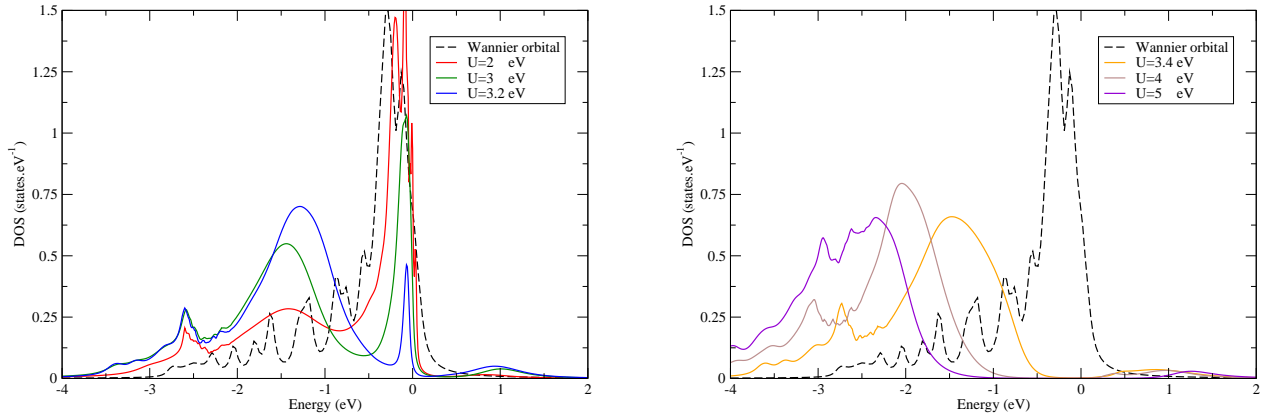 1.5
1.25
1
0.75
0.5
0.25
0
DOS (states.eV⁻¹)
Wannier orbital
U=2 eV
U=3 eV
U=3.2 eV
-4 -3 -2 -1 0 1 2
Energy (eV)
1.5
1.25
1
0.75
0.5
0.25
0
DOS (states.eV⁻¹)
Wannier orbital
U=3.4 eV
U=4 eV
U=5 eV
-4 -3 -2 -1 0 1 2
Energy (eV)